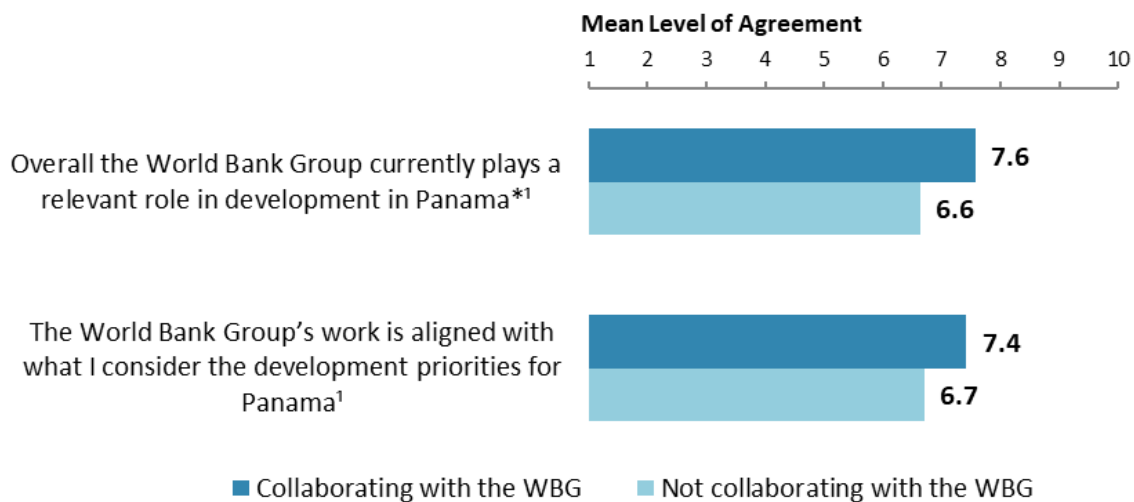 Mean Level of Agreement
1 2 3 4 5 6 7 8 9 10
Overall the World Bank Group currently plays a
relevant role in development in Panama*¹
7.6
6.6
The World Bank Group’s work is aligned with
what I consider the development priorities for
Panama¹
7.4
6.7
Collaborating with the WBG Not collaborating with the WBG